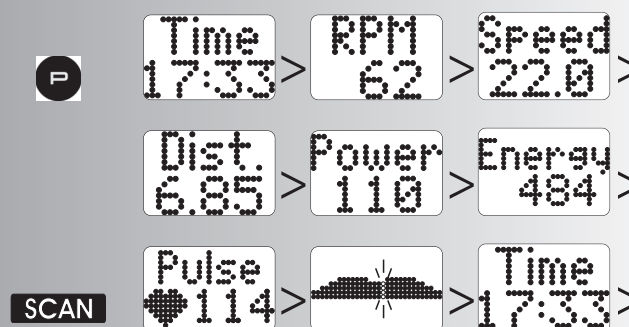 P
Time > RPM > Speed >
17:33 62 22.0
Dist. > Power > Energy >
6.85 110 484
Pulse > > Time >
114 17:33
SCAN